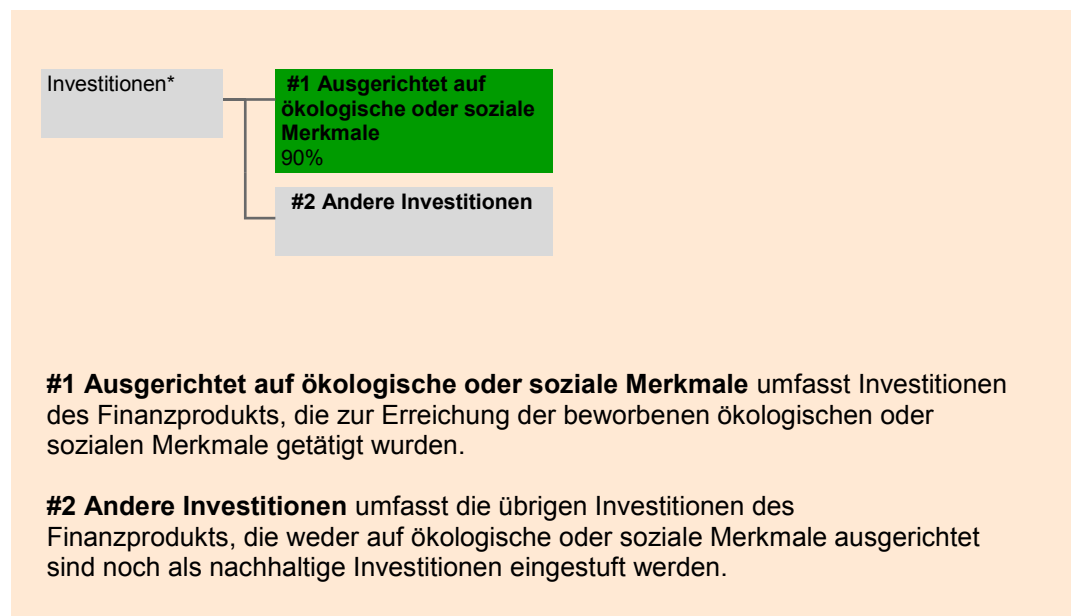 Investitionen*
#1 Ausgerichtet auf
ökologische oder soziale
Merkmale
90%
#2 Andere Investitionen
#1 Ausgerichtet auf ökologische oder soziale Merkmale umfasst Investitionen
des Finanzprodukts, die zur Erreichung der beworbenen ökologischen oder
sozialen Merkmale getätigt wurden.
#2 Andere Investitionen umfasst die übrigen Investitionen des
Finanzprodukts, die weder auf ökologische oder soziale Merkmale ausgerichtet
sind noch als nachhaltige Investitionen eingestuft werden.